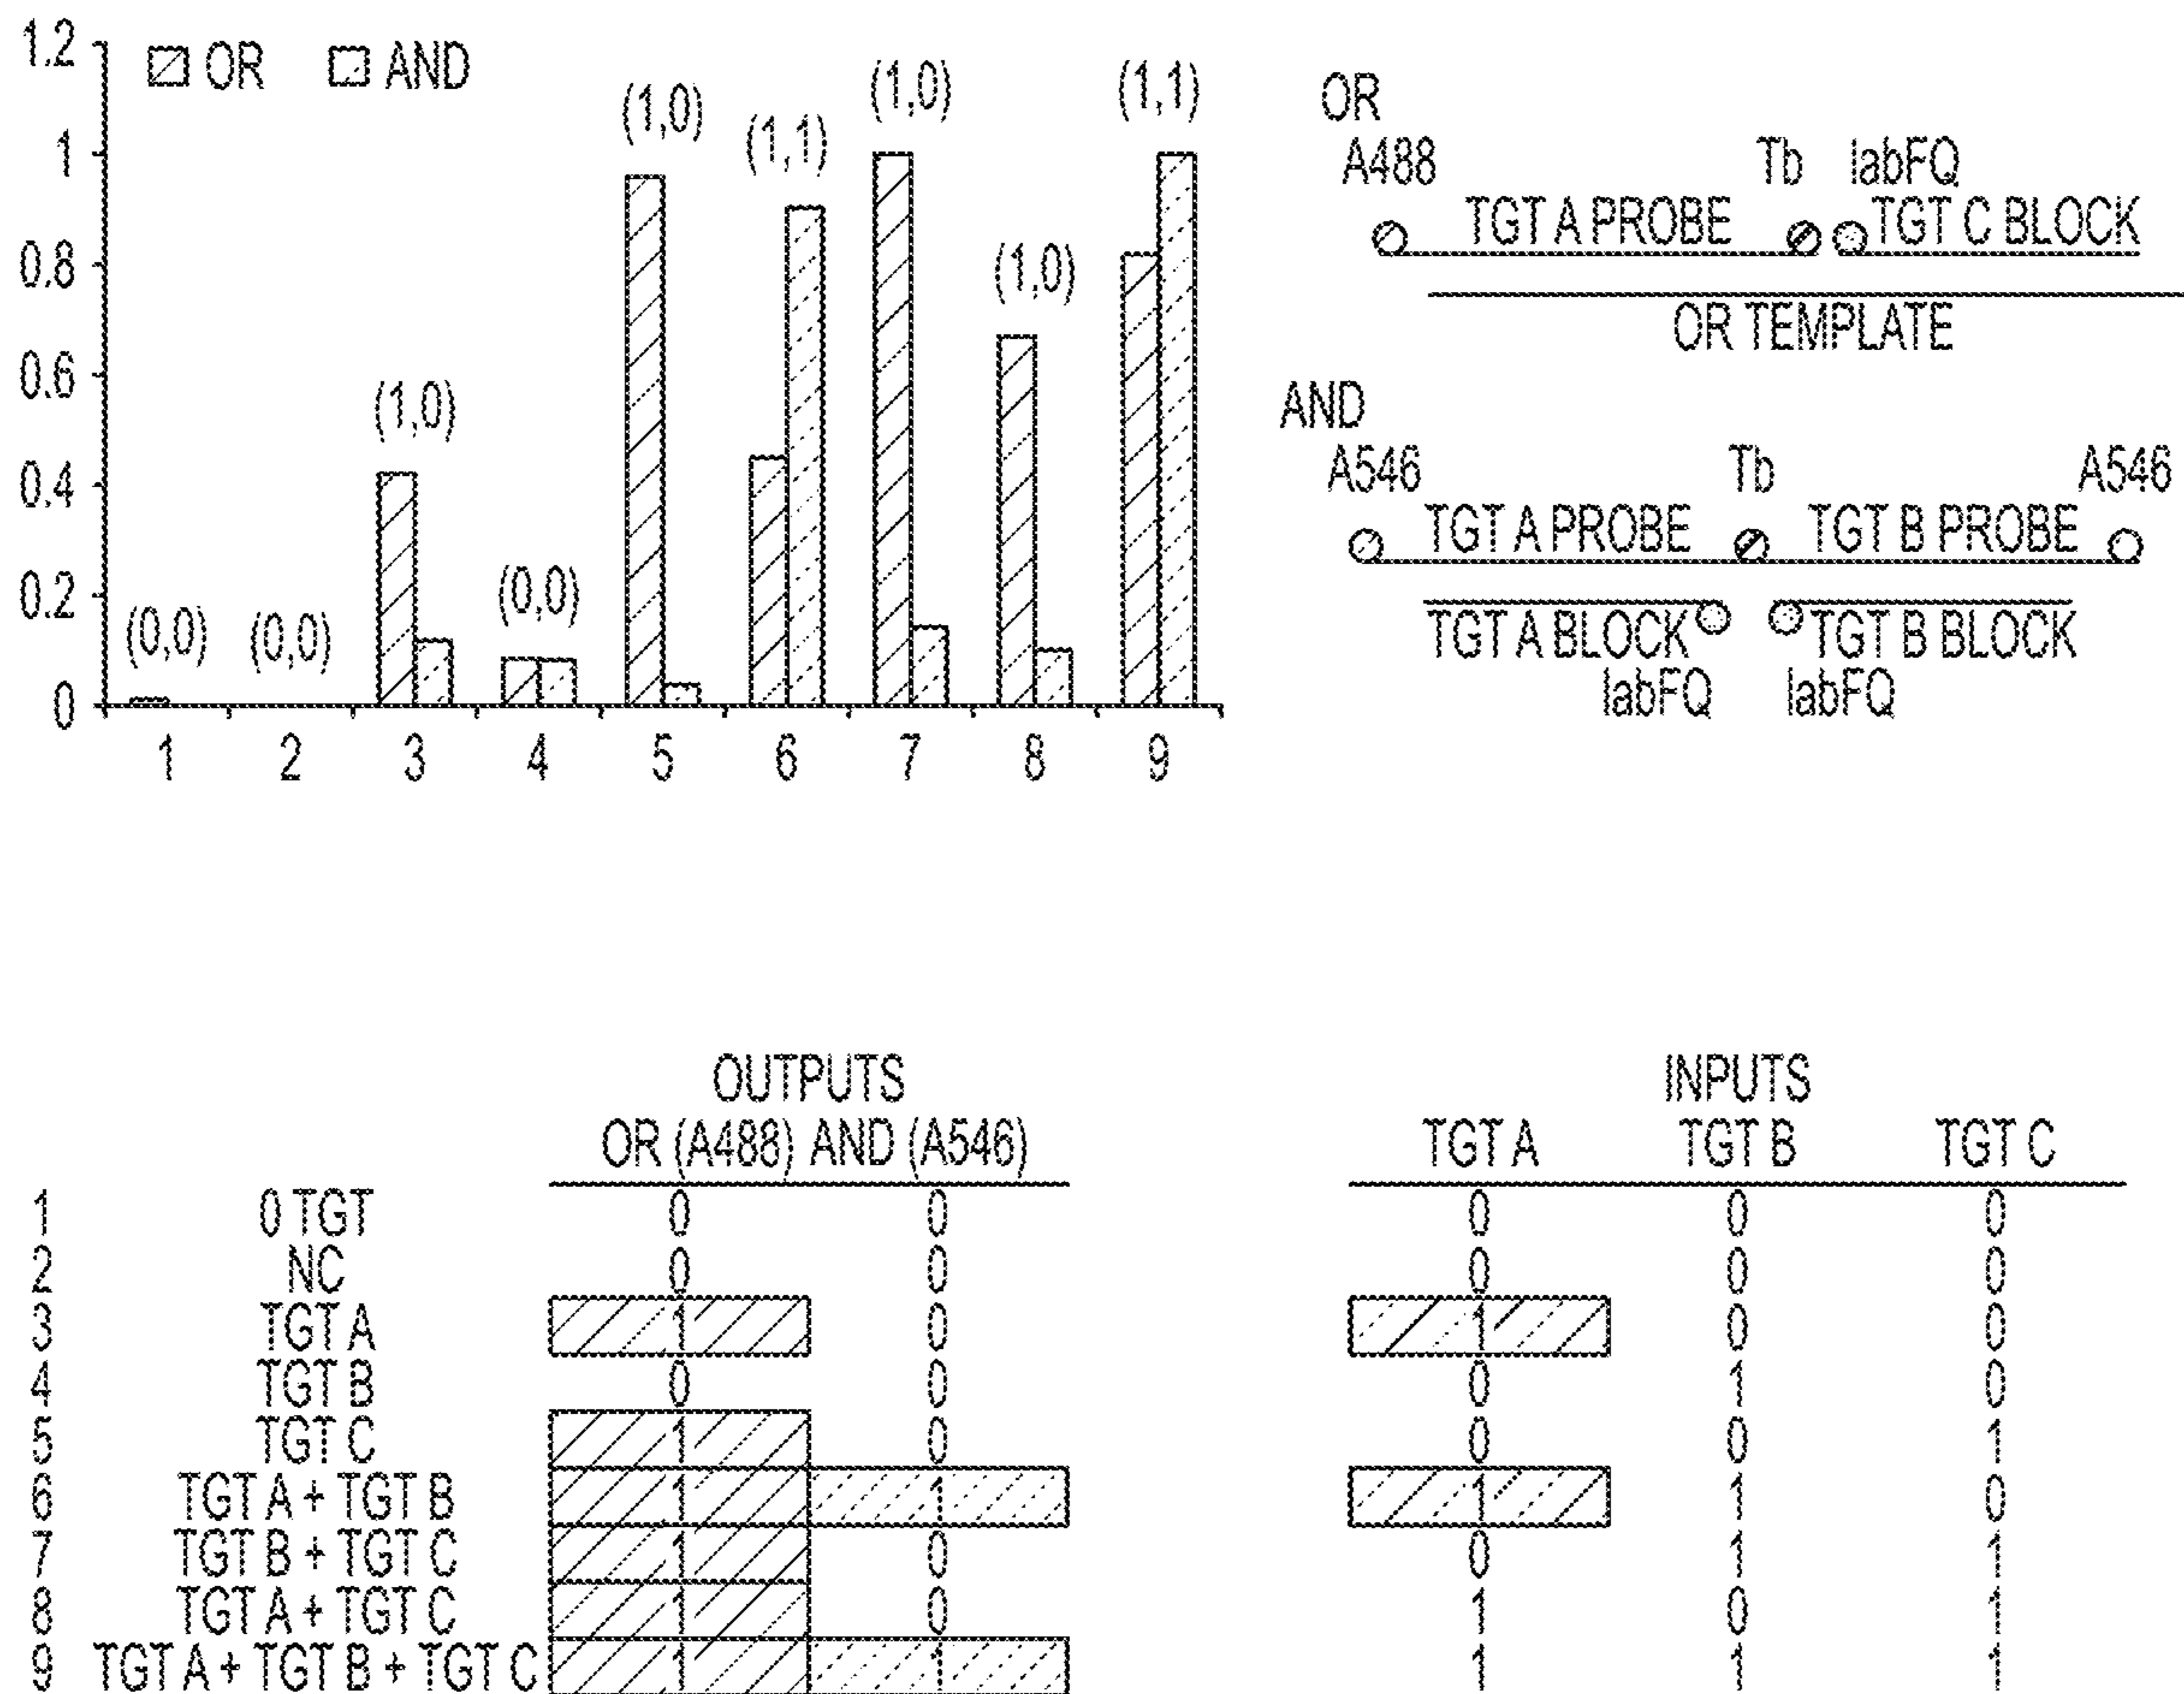 1.2
1
0.8
0.6
0.4
0.2
0
OR AND
(0,0) (0,0) (1,0) (0,0) (1,0) (1,1) (1,0) (1,0) (1,1)
1 2 3 4 5 6 7 8 9
OR
A488 Tb IabFQ
TGT A PROBE TGT C BLOCK
OR TEMPLATE
AND
A546 Tb A546
TGT A PROBE TGT B PROBE
TGT A BLOCK TGT B BLOCK
IabFQ IabFQ
OUTPUTS INPUTS
OR (A488) AND (A546) TGT A TGT B TGT C
1 0 TGT 0 0 0 0 0
2 NC 0 0 0 0 0
3 TGT A 1 0 1 0 0
4 TGT B 0 0 0 1 0
5 TGT C 1 0 0 0 1
6 TGT A + TGT B 1 1 1 1 0
7 TGT B + TGT C 1 0 0 1 1
8 TGT A + TGT C 1 0 1 0 1
9 TGT A + TGT B + TGT C 1 1 1 1 1